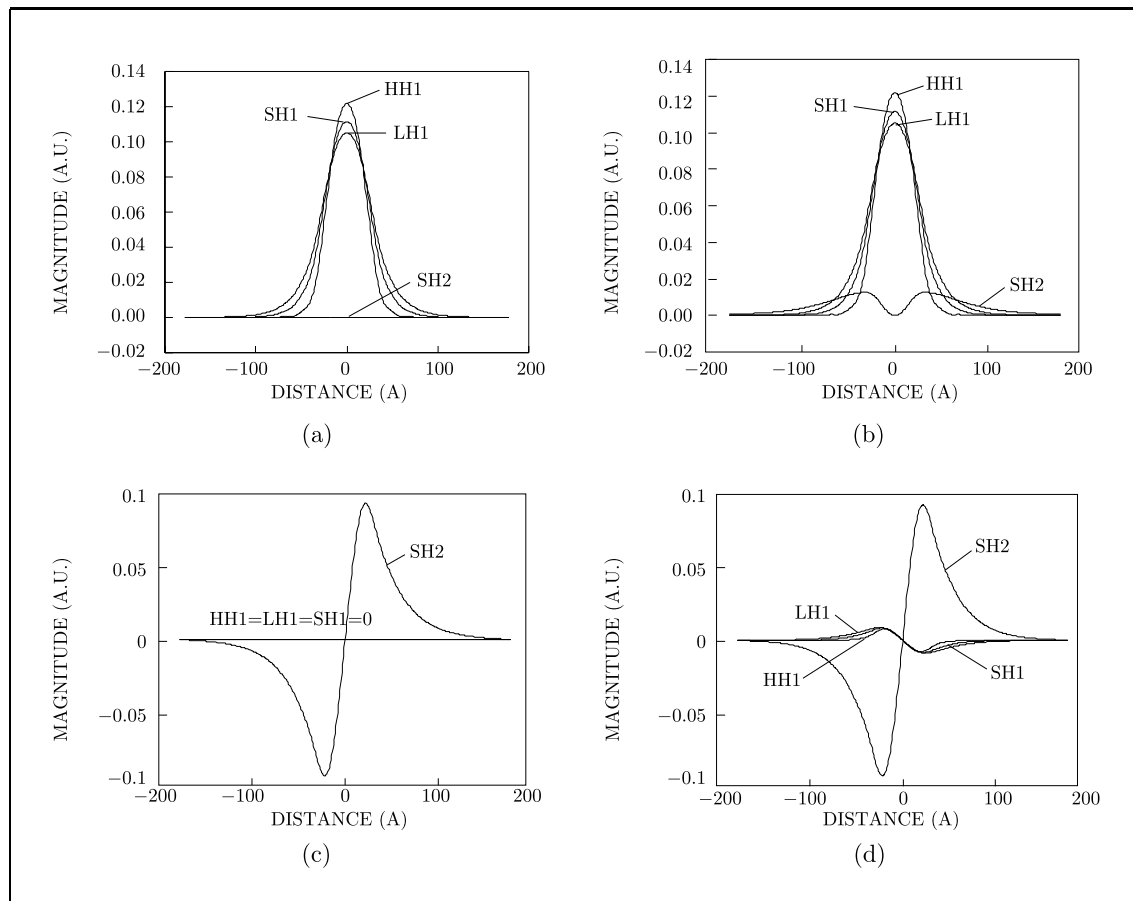 0.14
0.12
0.10
0.08
0.06
0.04
0.02
0.00
−0.02
MAGNITUDE (A.U.)
HH1
SH1
LH1
SH2
−200
−100
0
100
200
DISTANCE (A)
(a)
0.14
0.12
0.10
0.08
0.06
0.04
0.02
0.00
−0.02
MAGNITUDE (A.U.)
HH1
SH1
LH1
SH2
−200
−100
0
100
200
DISTANCE (A)
(b)
0.1
0.05
0
−0.05
−0.1
MAGNITUDE (A.U.)
SH2
HH1=LH1=SH1=0
−200
−100
0
100
200
DISTANCE (A)
(c)
0.1
0.05
0
−0.05
−0.1
MAGNITUDE (A.U.)
SH2
LH1
HH1
SH1
−200
−100
0
100
200
DISTANCE (A)
(d)